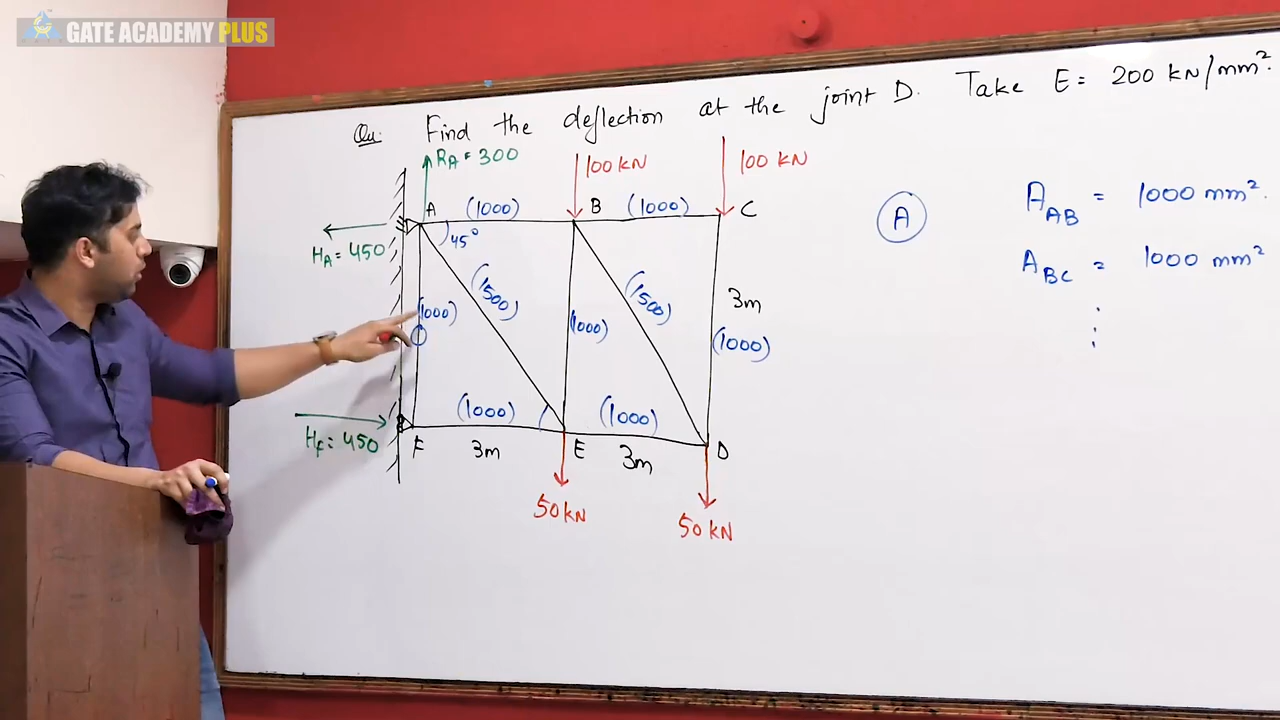 GATE ACADEMY PLUS
Qu: Find the deflection at the joint D. Take E = 200 kN/mm².
RA = 300
100 kN
100 kN
A
(1000)
B
(1000)
C
HA = 450
45°
A
A_AB = 1000 mm².
A_BC = 1000 mm²
(1000)
(1500)
(1000)
(1500)
3m
(1000)
(1000)
(1000)
HF = 450
F
3m
E
3m
D
50 kN
50 kN